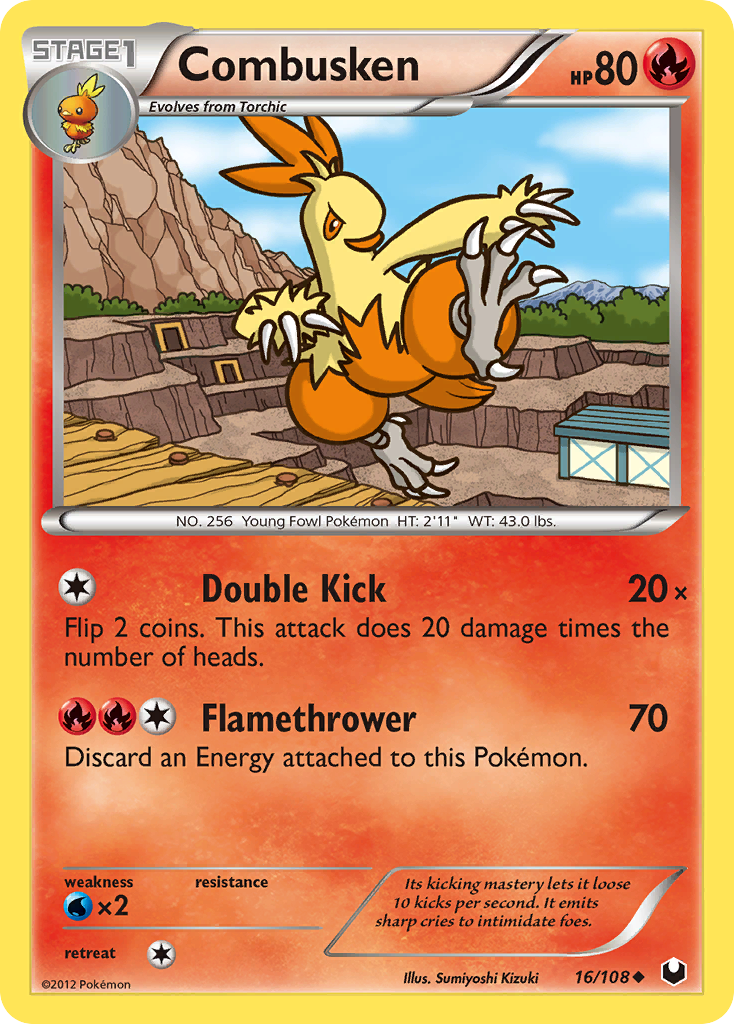 STAGE1
Combusken
HP80
Evolves from Torchic
NO. 256 Young Fowl Pokémon HT: 2'11" WT: 43.0 lbs.
Double Kick 20×
Flip 2 coins. This attack does 20 damage times the
number of heads.
Flamethrower 70
Discard an Energy attached to this Pokémon.
weakness resistance
×2
Its kicking mastery lets it loose
10 kicks per second. It emits
sharp cries to intimidate foes.
retreat
©2012 Pokémon
Illus. Sumiyoshi Kizuki
16/108